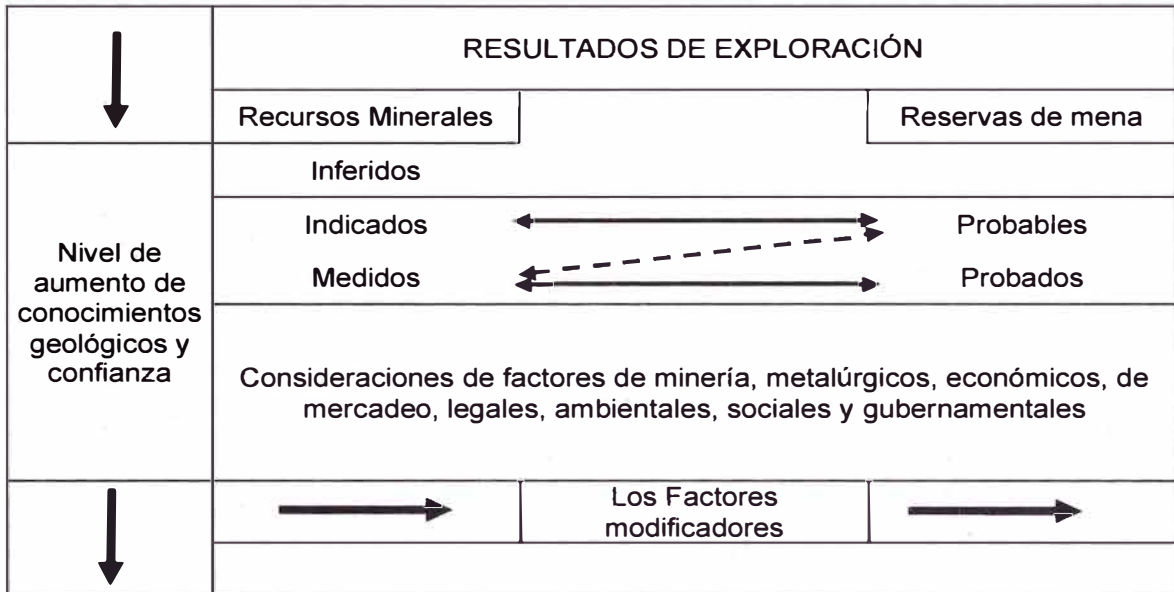 RESULTADOS DE EXPLORACIÓN
Recursos Minerales
Reservas de mena
Inferidos
Indicados
Probables
Medidos
Probados
Nivel de
aumento de
conocimientos
geológicos y
confianza
Consideraciones de factores de minería, metalúrgicos, económicos, de
mercadeo, legales, ambientales, sociales y gubernamentales
Los Factores
modificadores